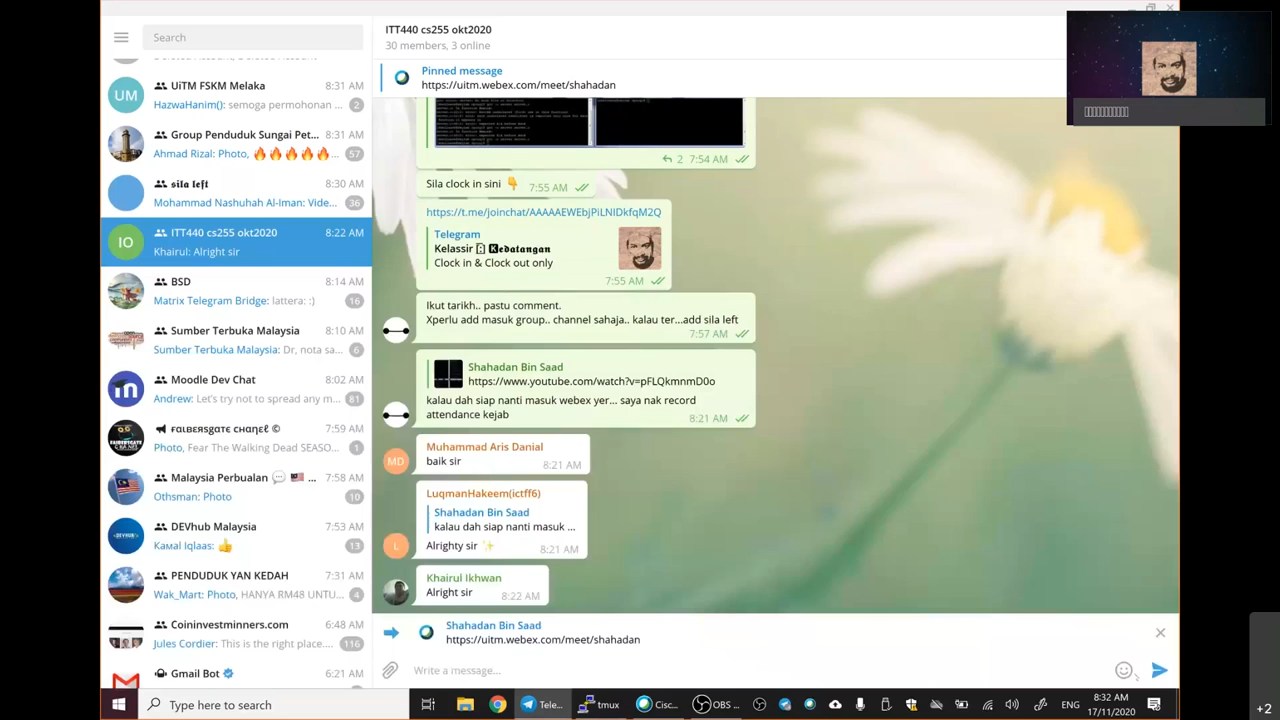 Search
UiTM FSKM Melaka 8:31 AM
HazwaHanim(): semoga permohonan ... 2
Group Penduduk Sungai Pet... 8:31 AM
Ahmad Rizal: Photo, 🔥🔥🔥🔥🔥... 57
𝖘𝖎𝖑𝖆 𝖑𝖊𝖋𝖙 8:30 AM
Mohammad Nashuhah Al-Iman: Vide... 36
ITT440 cs255 okt2020 8:22 AM
Khairul: Alright sir
BSD 8:14 AM
Matrix Telegram Bridge: lattera: :) 16
Sumber Terbuka Malaysia 8:10 AM
Sumber Terbuka Malaysia: Dr, nota sa... 6
Moodle Dev Chat 8:02 AM
Andrew: Let's try not to spread any m... 81
ғαιвεʀsɢαтε cнαηεℓ © 7:59 AM
Photo, Fear The Walking Dead SEASO... 1
Malaysia Perbualan 💬 🇲🇾 ... 7:58 AM
Othsman: Photo 10
DEVhub Malaysia 7:53 AM
Kaмal Iqlaas: 👍 13
PENDUDUK YAN KEDAH 7:31 AM
Wak_Mart: Photo, HANYA RM48 UNTU... 4
Coininvestminners.com 6:48 AM
Jules Cordier: This is the right place.... 116
Gmail Bot 6:21 AM
UM
IO
ITT440 cs255 okt2020
30 members, 3 online
Pinned message
https://uitm.webex.com/meet/shahadan
2 7:54 AM
Sila clock in sini 👇 7:55 AM
https://t.me/joinchat/AAAAAEWEbjPiLNIDkfqM2Q
Telegram
𝕶𝖊𝖉𝖆𝖙𝖆𝖓𝖌𝖆𝖓
Clock in & Clock out only
7:55 AM
Ikut tarikh.. pastu comment.
Xperlu add masuk group.. channel sahaja.. kalau ter...add sila left
7:57 AM
Shahadan Bin Saad
https://www.youtube.com/watch?v=pFLQkmnmD0o
kalau dah siap nanti masuk webex yer... saya nak record
attendance kejab
8:21 AM
Muhammad Aris Danial
MD
baik sir 8:21 AM
LuqmanHakeem(ictff6)
Shahadan Bin Saad
kalau dah siap nanti masuk ...
L
Alrighty sir ✨ 8:21 AM
Khairul Ikhwan
Alright sir 8:22 AM
Shahadan Bin Saad
https://uitm.webex.com/meet/shahadan
Write a message...
+2
Type here to search
Tele...
tmux
Cisc...
OBS ...
ENG
8:32 AM
17/11/2020